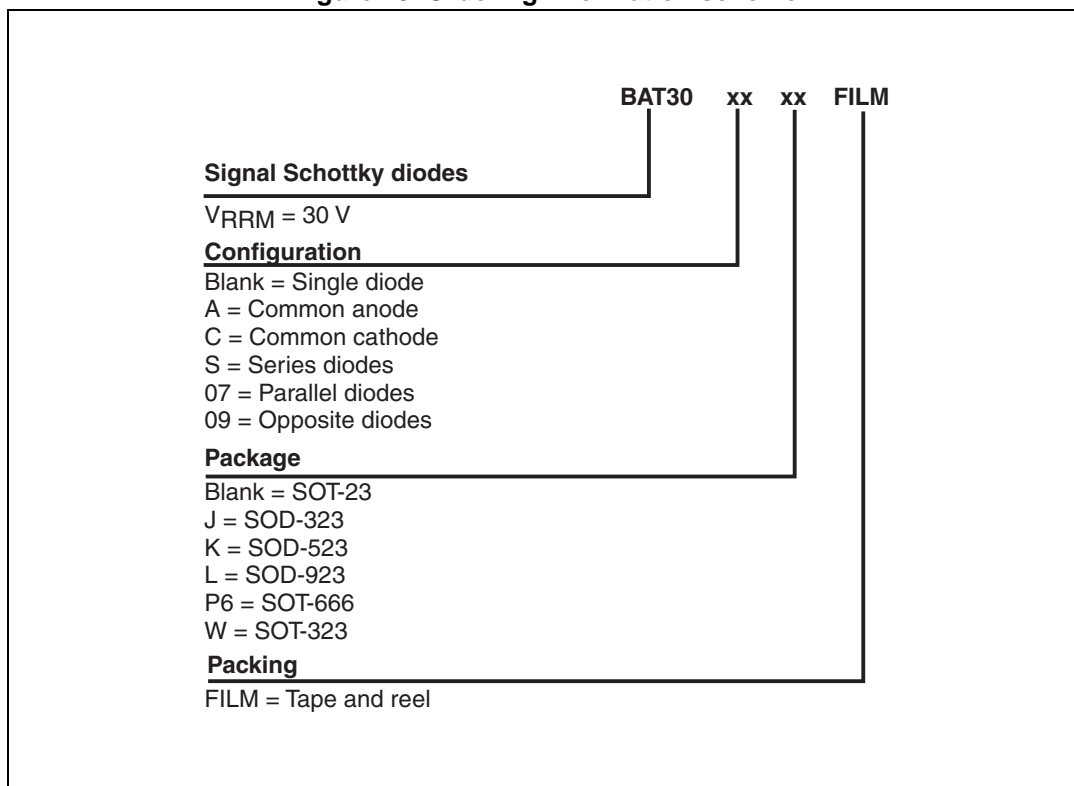 BAT30 xx xx FILM
Signal Schottky diodes
VRRM = 30 V
Configuration
Blank = Single diode
A = Common anode
C = Common cathode
S = Series diodes
07 = Parallel diodes
09 = Opposite diodes
Package
Blank = SOT-23
J = SOD-323
K = SOD-523
L = SOD-923
P6 = SOT-666
W = SOT-323
Packing
FILM = Tape and reel